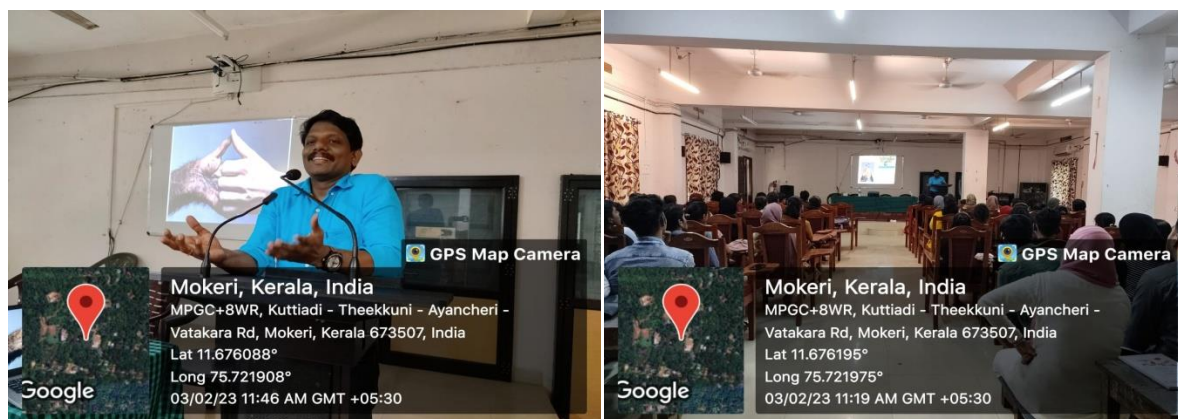 GPS Map Camera
Mokeri, Kerala, India
MPGC+8WR, Kuttiadi - Theekkuni - Ayancheri -
Vatakara Rd, Mokeri, Kerala 673507, India
Lat 11.676088°
Long 75.721908°
03/02/23 11:46 AM GMT +05:30
Google
GPS Map Camera
Mokeri, Kerala, India
MPGC+8WR, Kuttiadi - Theekkuni - Ayancheri -
Vatakara Rd, Mokeri, Kerala 673507, India
Lat 11.676195°
Long 75.721975°
03/02/23 11:19 AM GMT +05:30
Google